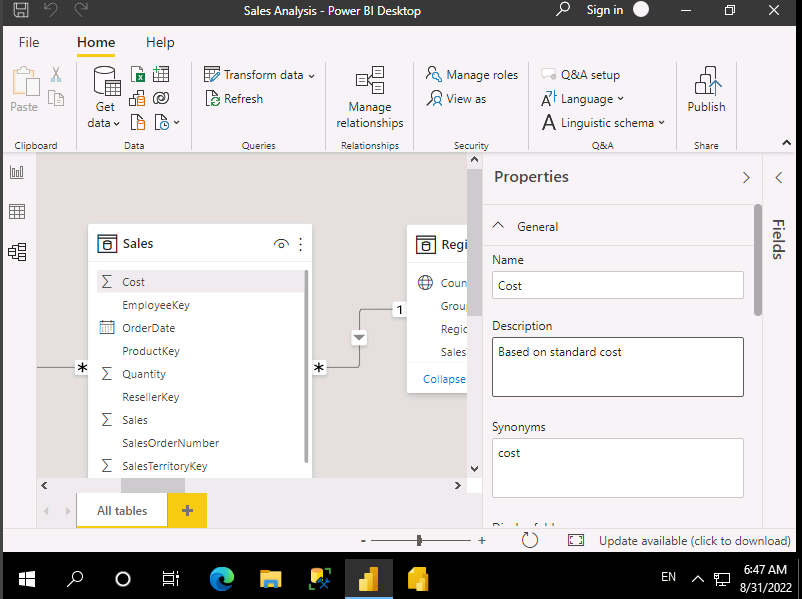 Sales Analysis - Power BI Desktop
Sign in
File
Home
Help
Paste
Get
data
Transform data
Refresh
Manage
relationships
Manage roles
View as
Q&A setup
Language
Linguistic schema
Publish
Clipboard
Data
Queries
Relationships
Security
Q&A
Share
Sales
Cost
EmployeeKey
OrderDate
ProductKey
Quantity
ResellerKey
Sales
SalesOrderNumber
SalesTerritoryKey
*
*
1
Regi
Coun
Grou
Regic
Sales
Collapse
Properties
General
Name
Cost
Description
Based on standard cost
Synonyms
cost
Fields
All tables
+
- +
Update available (click to download)
EN
6:47 AM
8/31/2022